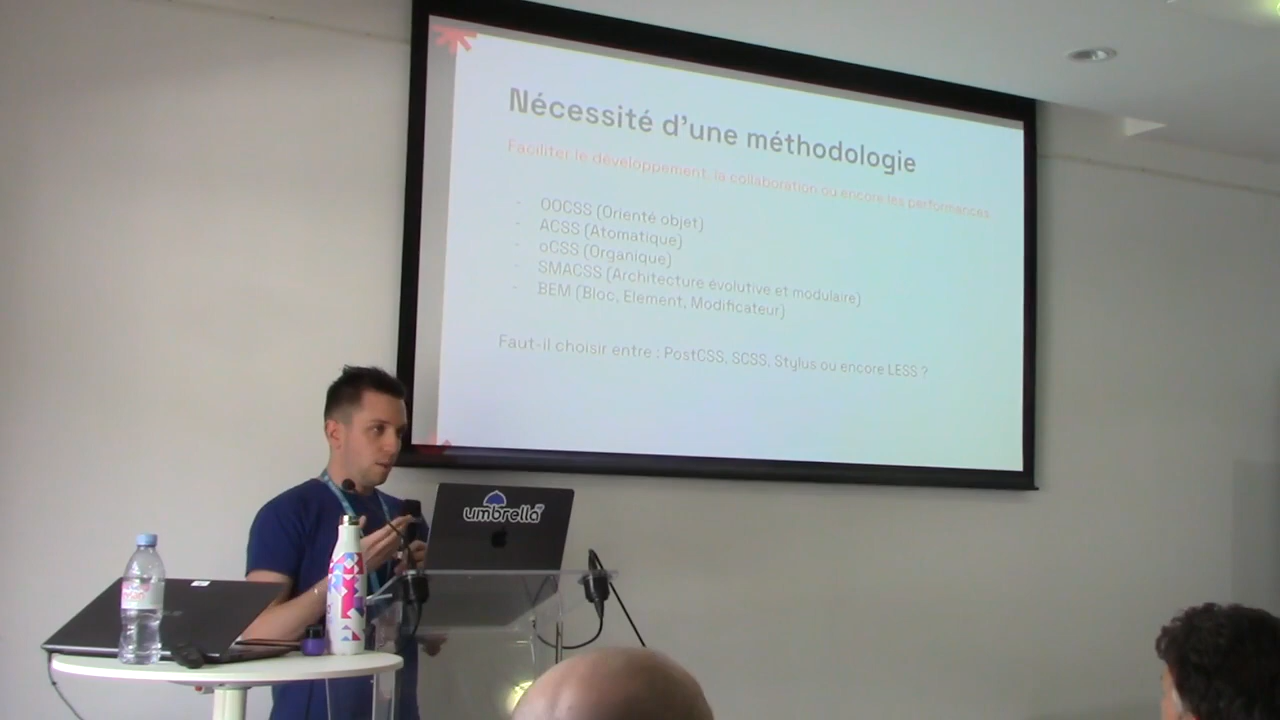 Nécessité d'une méthodologie
Faciliter le développement, la collaboration ou encore les performances
- OOCSS (Orienté objet)
- ACSS (Atomatique)
- oCSS (Organique)
- SMACSS (Architecture évolutive et modulaire)
- BEM (Bloc, Element, Modificateur)
Faut-il choisir entre : PostCSS, SCSS, Stylus ou encore LESS ?
umbrella
evian